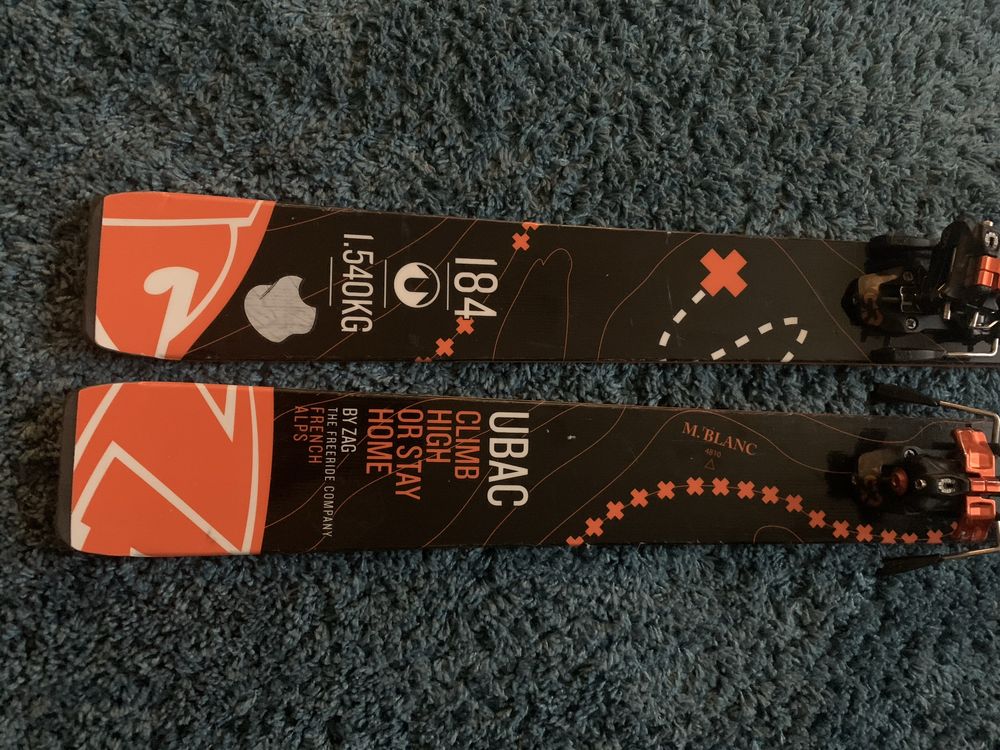 184
1.540KG
UBAC
CLIMB
HIGH
OR STAY
HOME
BY ZAG
THE FREERIDE COMPANY
FRENCH
ALPS
M.BLANC
4810